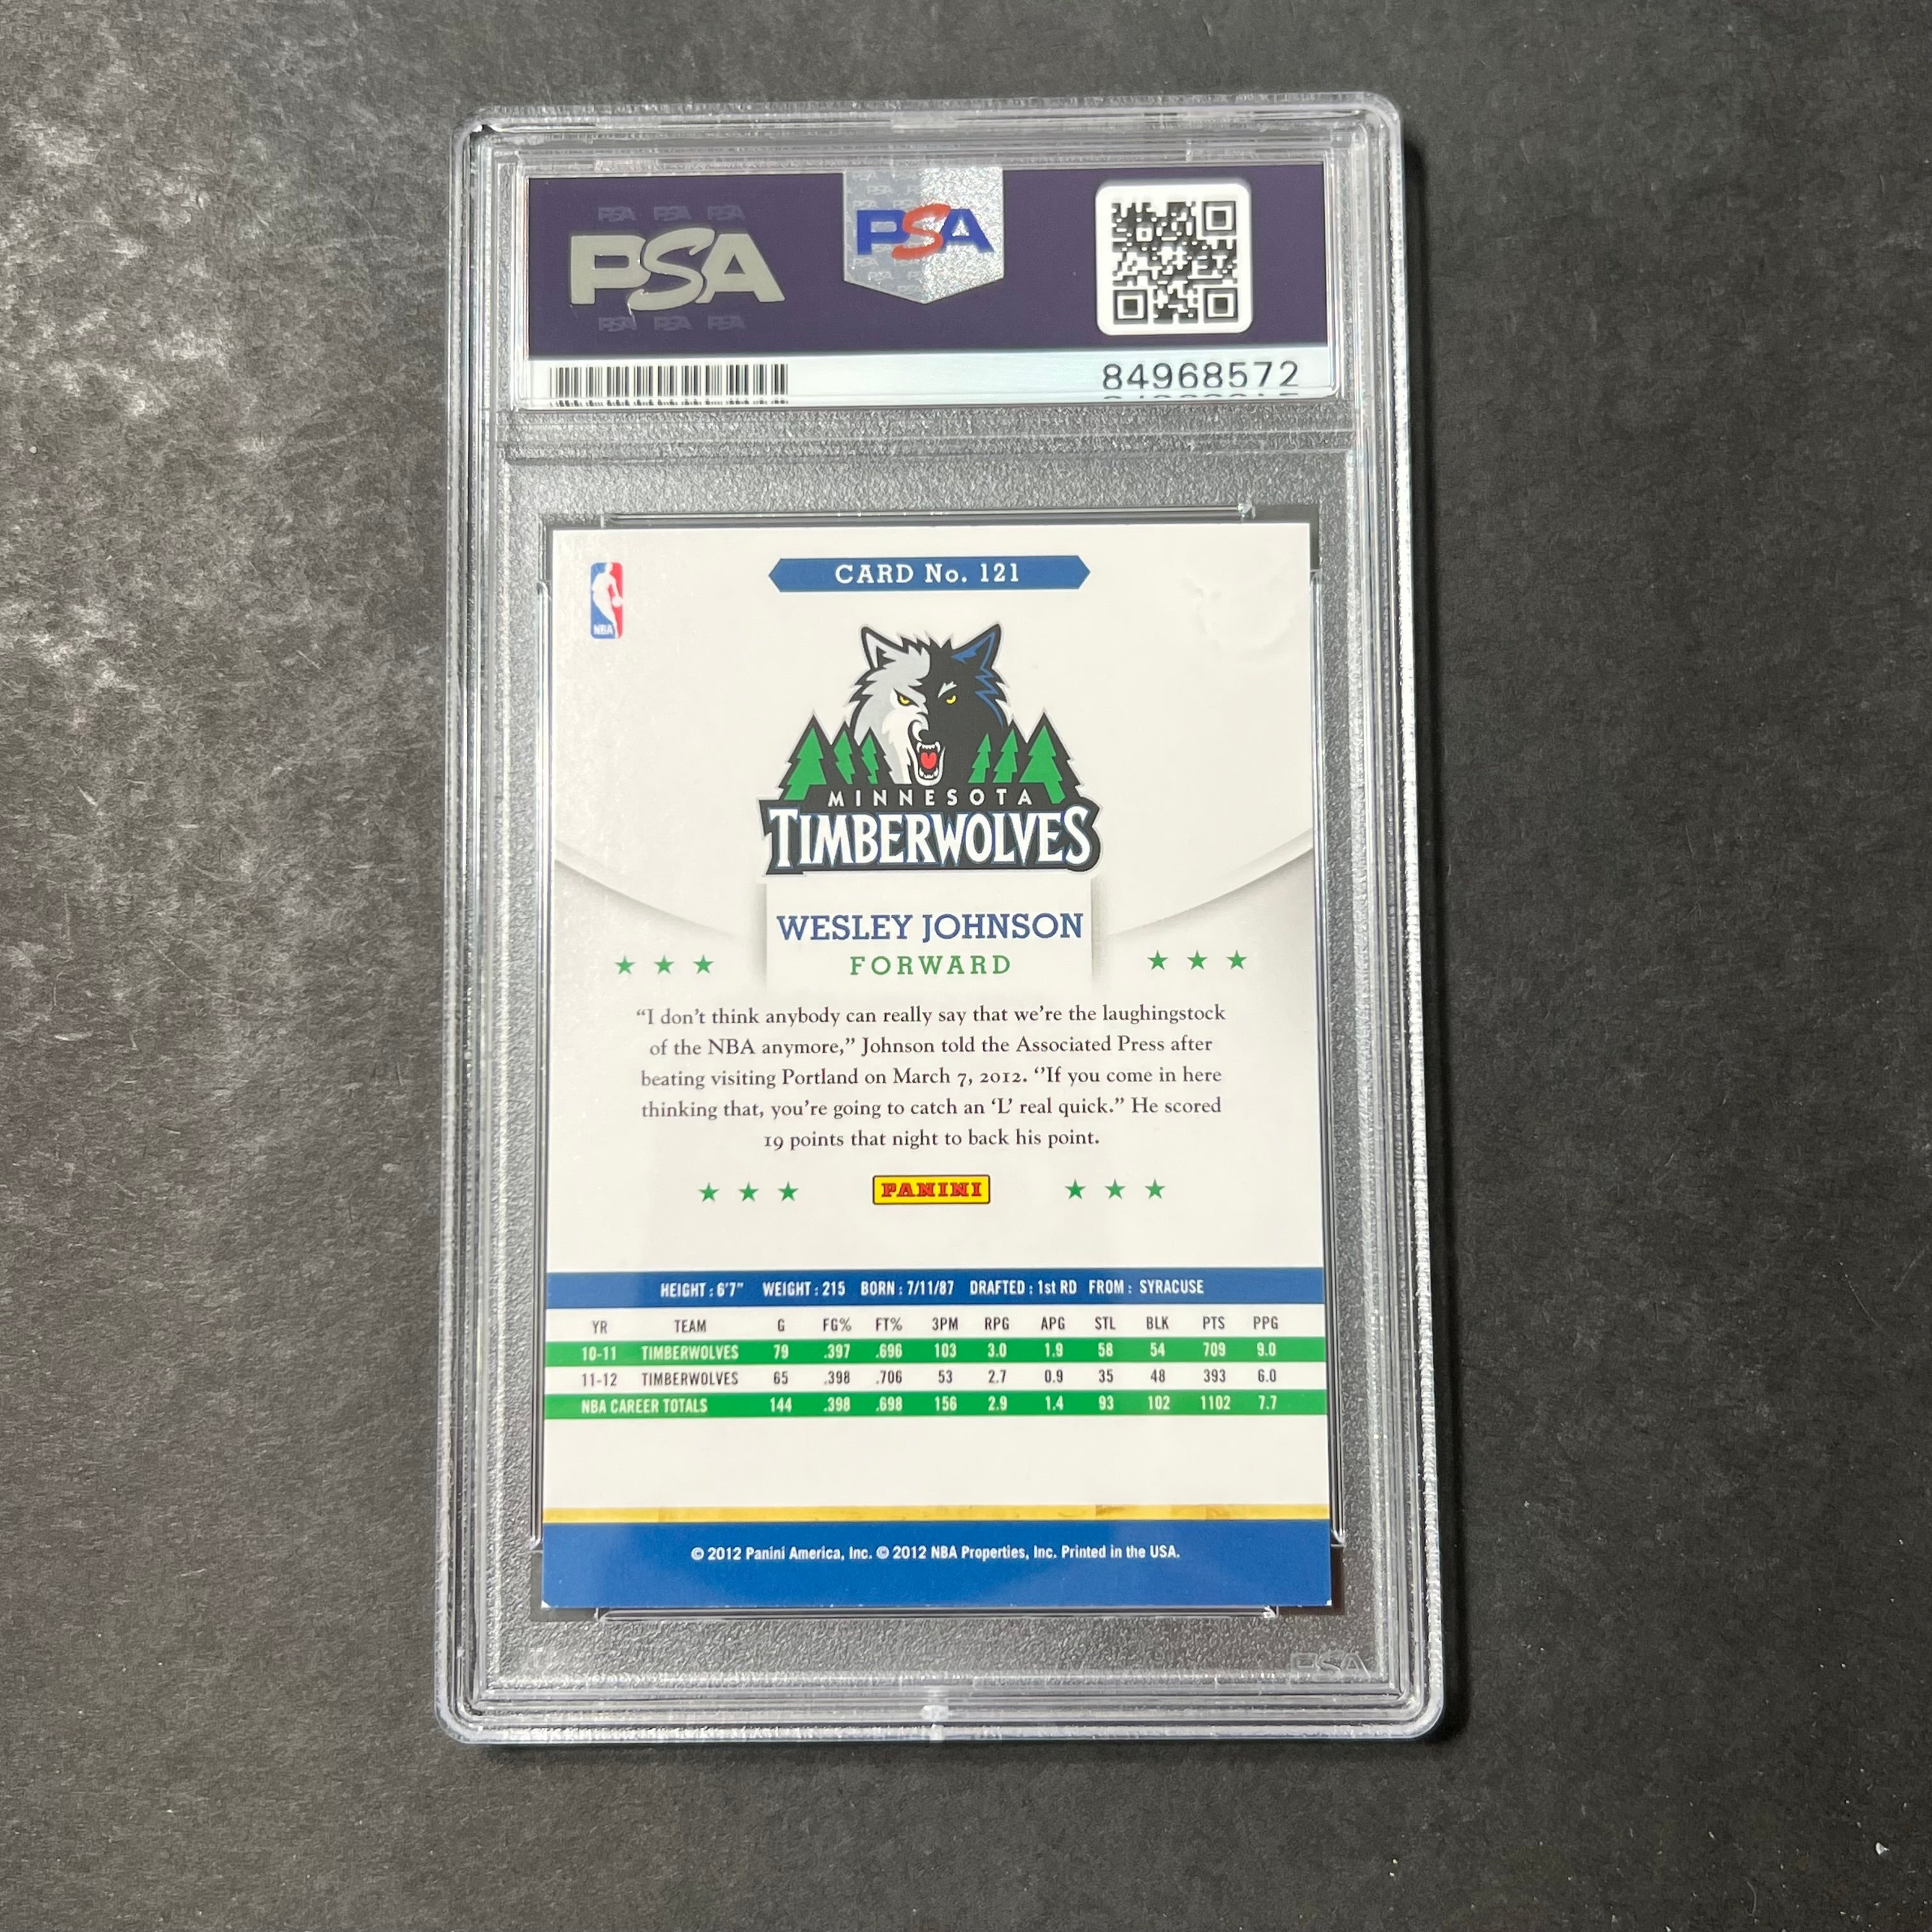 PSA PSA PSA
PSA
PSA PSA PSA
PSA
84968572
CARD No. 121
NBA
MINNESOTA
TIMBERWOLVES
WESLEY JOHNSON
FORWARD
“I don’t think anybody can really say that we’re the laughingstock
of the NBA anymore,” Johnson told the Associated Press after
beating visiting Portland on March 7, 2012. ‘’If you come in here
thinking that, you’re going to catch an ‘L’ real quick.” He scored
19 points that night to back his point.
PANINI
HEIGHT : 6'7" WEIGHT : 215 BORN : 7/11/87 DRAFTED : 1st RD FROM : SYRACUSE
YR TEAM G FG% FT% 3PM RPG APG STL BLK PTS PPG
10-11 TIMBERWOLVES 79 .397 .696 103 3.0 1.9 58 54 709 9.0
11-12 TIMBERWOLVES 65 .398 .706 53 2.7 0.9 35 48 393 6.0
NBA CAREER TOTALS 144 .398 .698 156 2.9 1.4 93 102 1102 7.7
© 2012 Panini America, Inc. © 2012 NBA Properties, Inc. Printed in the USA.
PSA